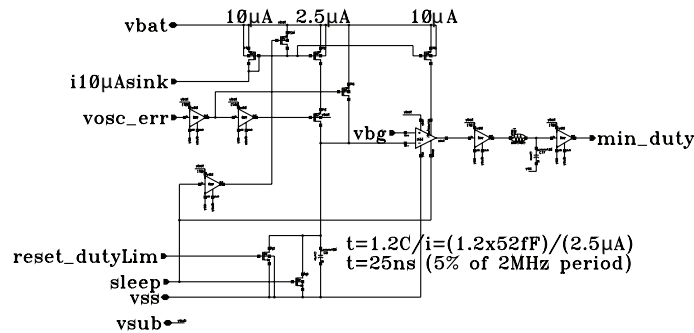 10µA 2.5µA 10µA
vbat
i10µAsink
vosc_err
vbg
min_duty
t=1.2C/i=(1.2x52fF)/(2.5µA)
reset_dutyLim
t=25ns (5% of 2MHz period)
sleep
vss
vsub